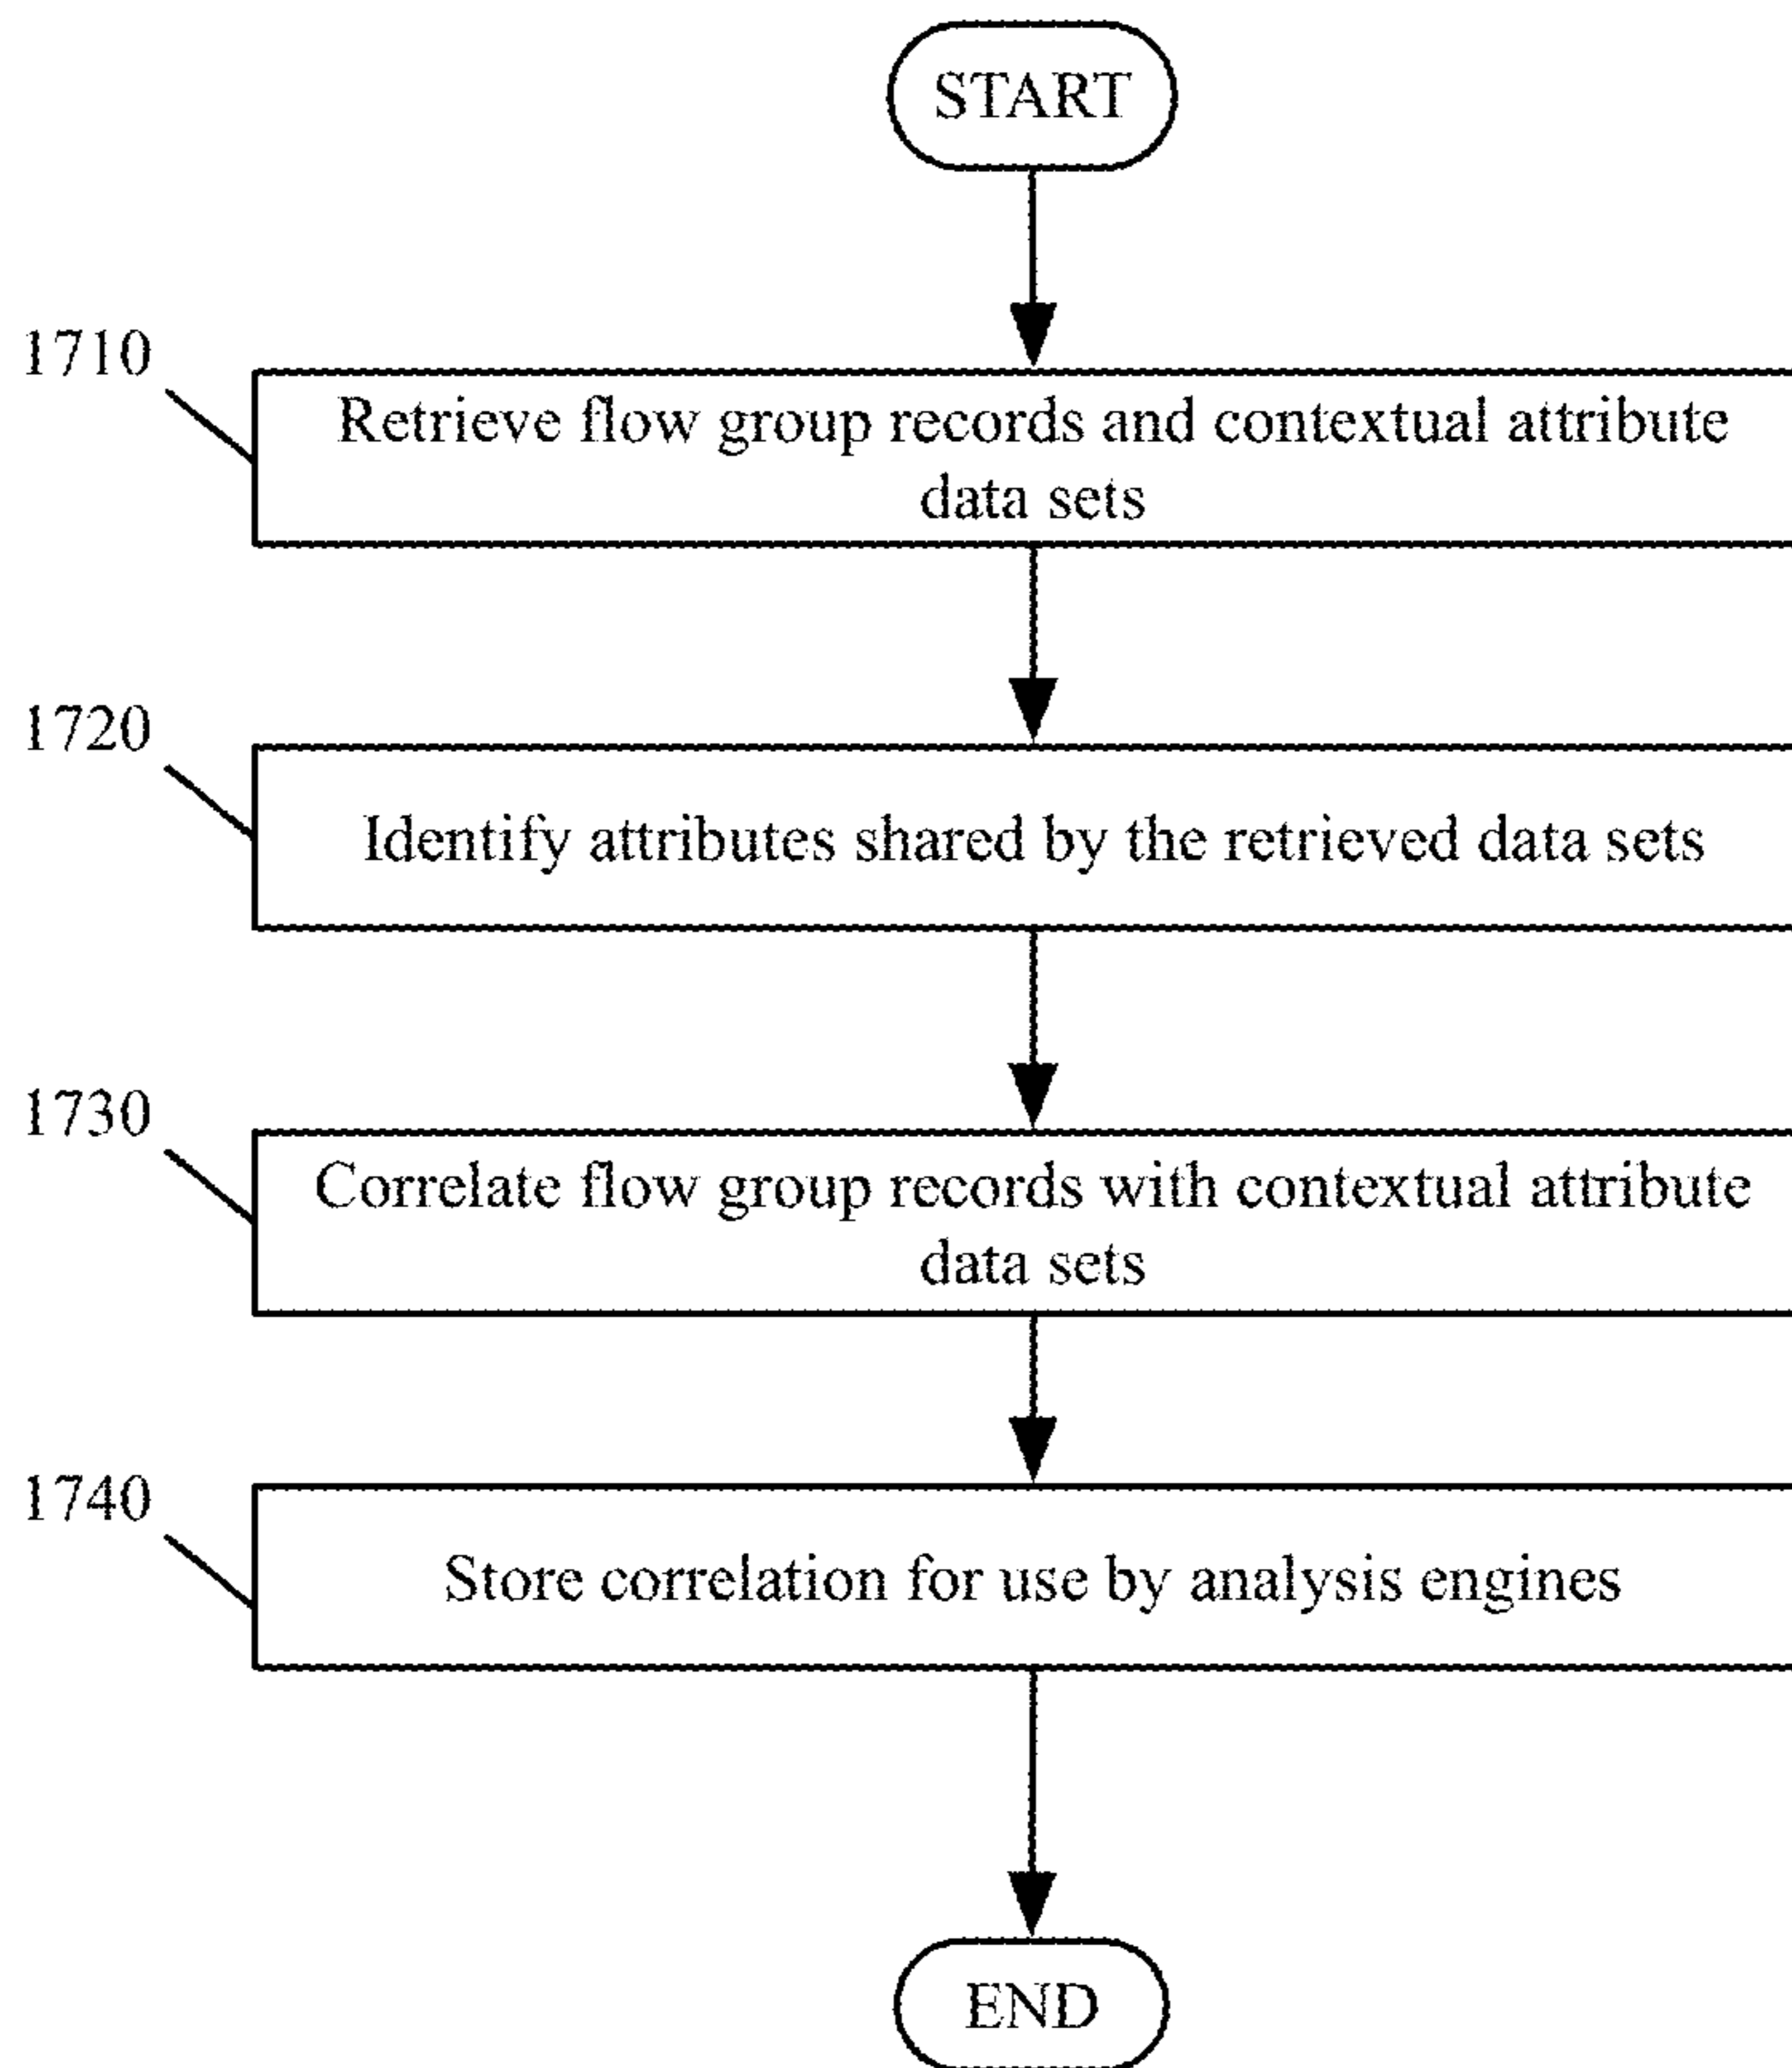 START
1710
Retrieve flow group records and contextual attribute
data sets
1720
Identify attributes shared by the retrieved data sets
1730
Correlate flow group records with contextual attribute
data sets
1740
Store correlation for use by analysis engines
END